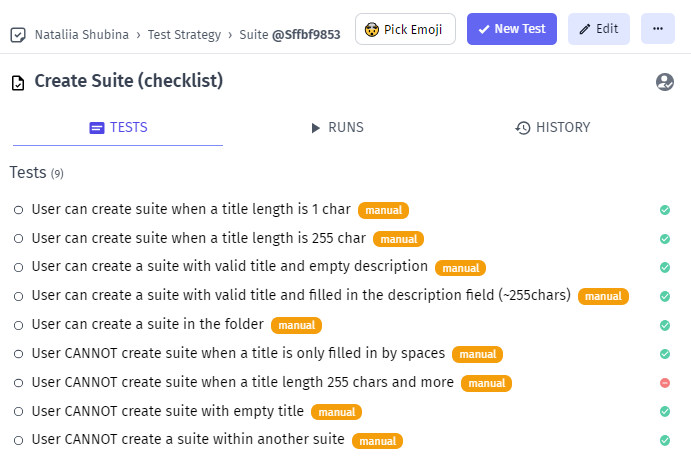 Nataliia Shubina › Test Strategy › Suite @Sffbf9853 Pick Emoji New Test Edit ...
Create Suite (checklist)
TESTS RUNS HISTORY
Tests (9)
User can create suite when a title length is 1 char manual
User can create suite when a title length is 255 char manual
User can create a suite with valid title and empty description manual
User can create a suite with valid title and filled in the description field (~255chars) manual
User can create a suite in the folder manual
User CANNOT create suite when a title is only filled in by spaces manual
User CANNOT create suite when a title length 255 chars and more manual
User CANNOT create suite with empty title manual
User CANNOT create a suite within another suite manual